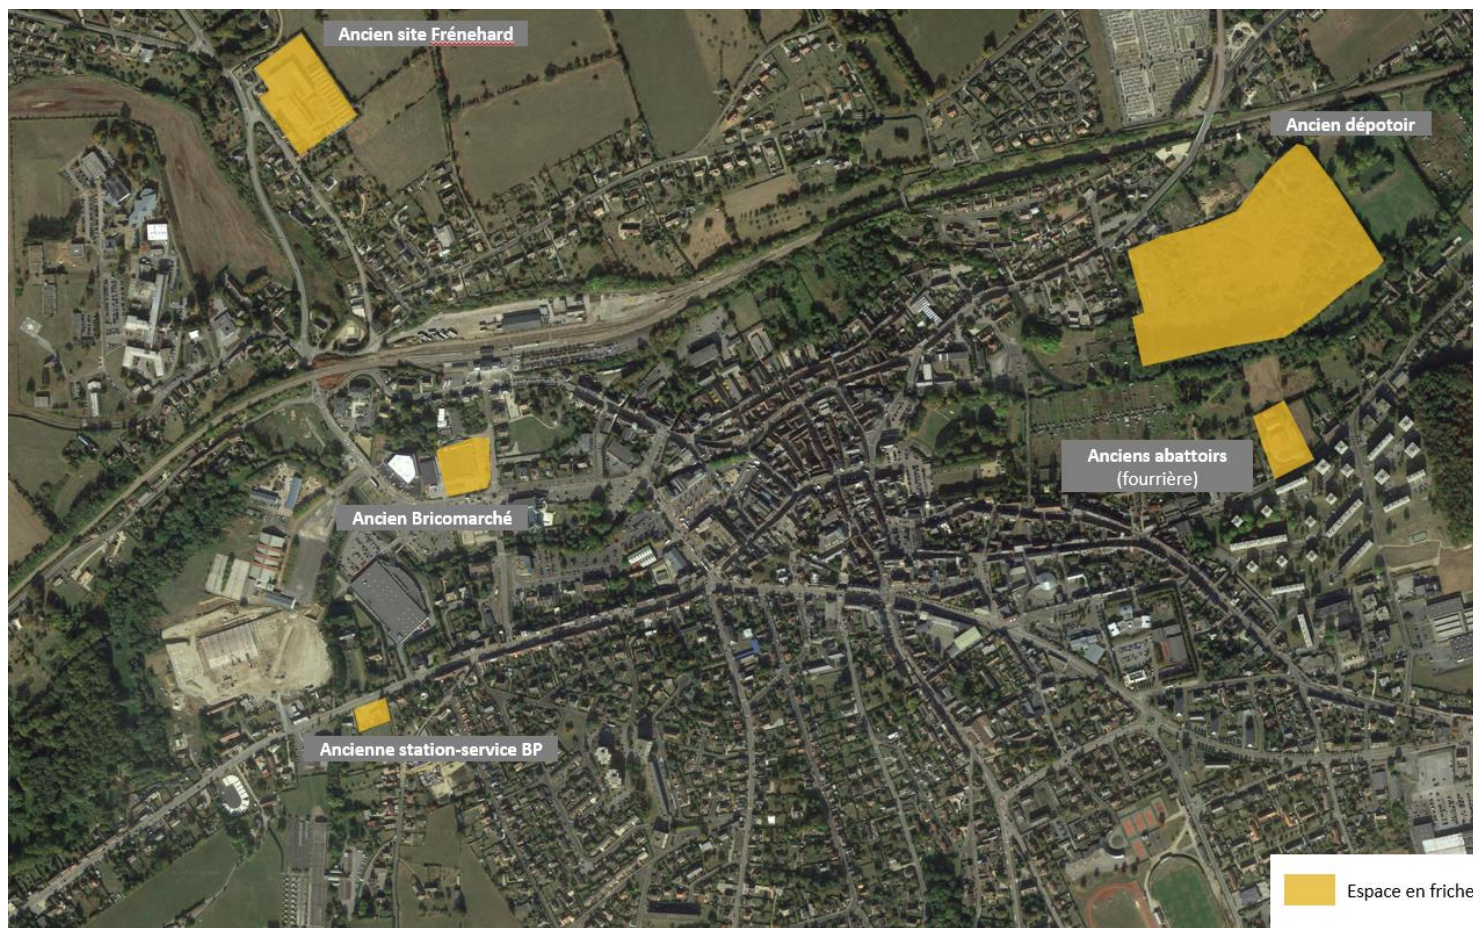 Ancien site Frénehard
Ancien dépotoir
Anciens abattoirs
(fourrière)
Ancien Bricomarché
Ancienne station-service BP
Espace en friche